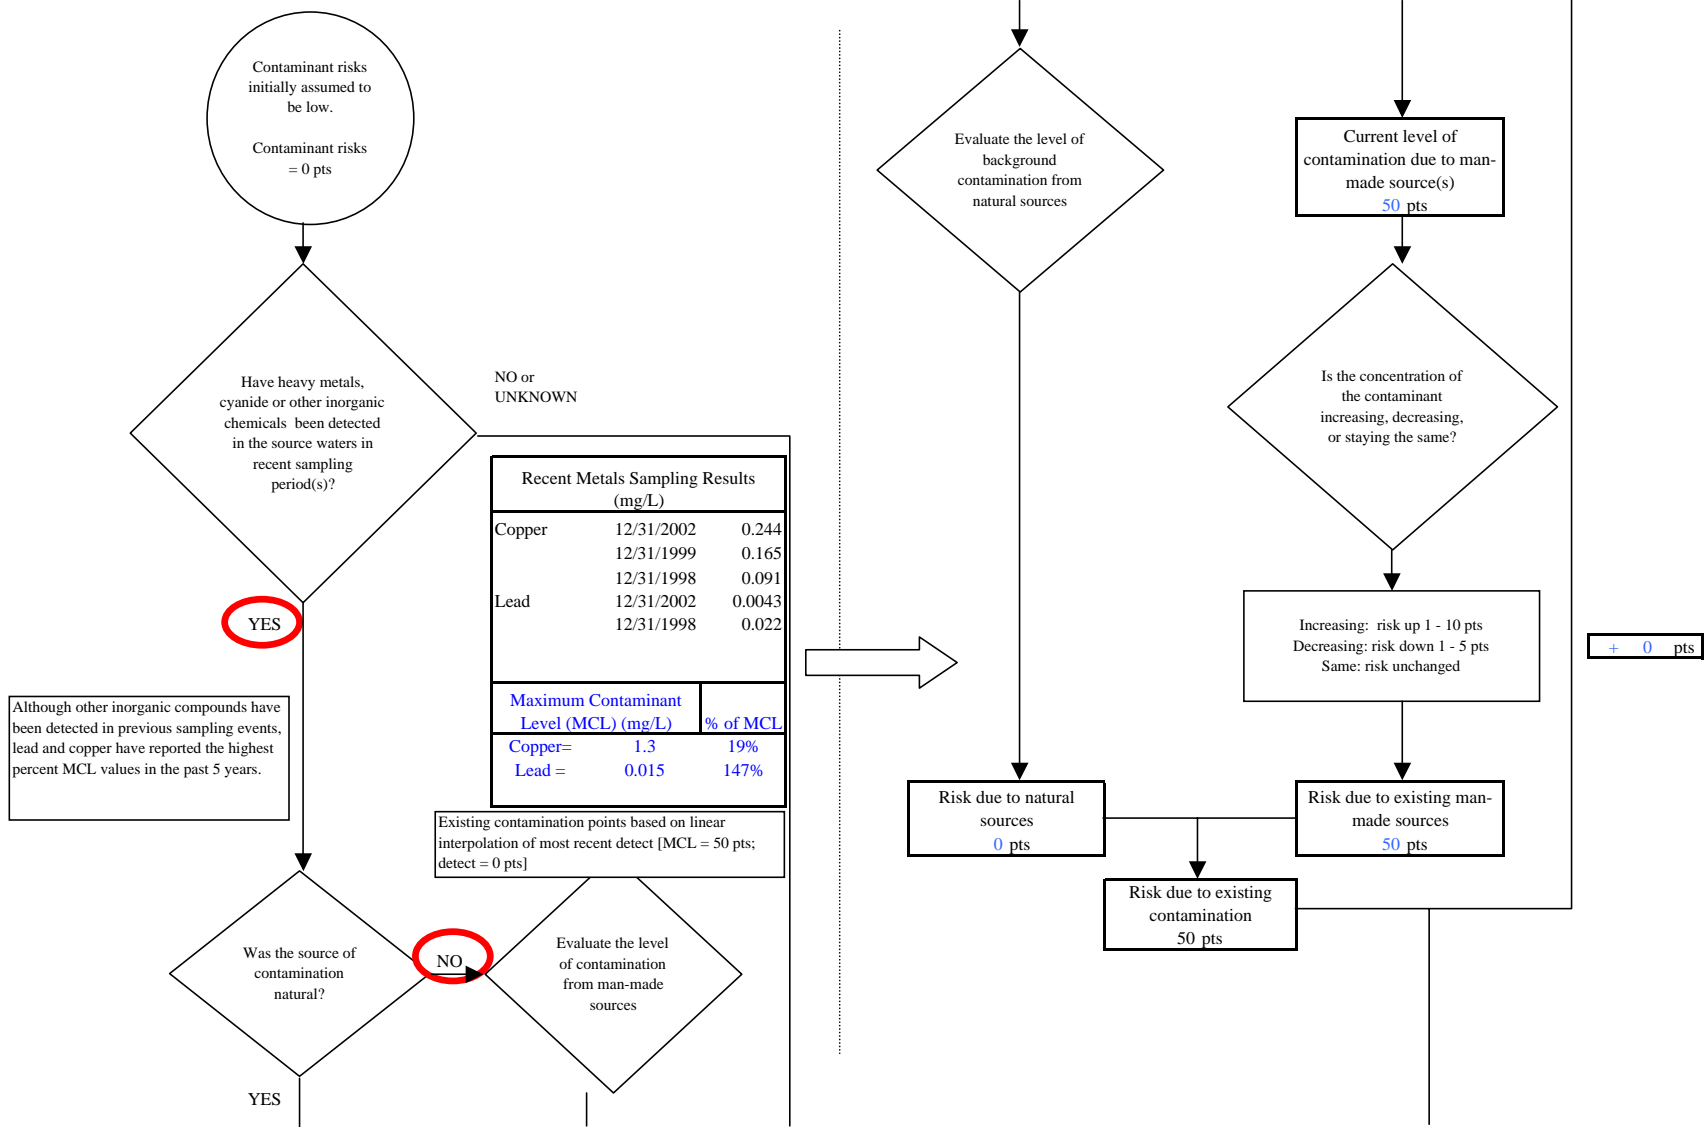 Contaminant risks
initially assumed to
be low.
Contaminant risks
= 0 pts
Have heavy metals,
cyanide or other inorganic
chemicals been detected
in the source waters in
recent sampling
period(s)?
NO or
UNKNOWN
YES
Although other inorganic compounds have
been detected in previous sampling events,
lead and copper have reported the highest
percent MCL values in the past 5 years.
Recent Metals Sampling Results
(mg/L)
Copper 12/31/2002 0.244
12/31/1999 0.165
12/31/1998 0.091
Lead 12/31/2002 0.0043
12/31/1998 0.022
Maximum Contaminant
Level (MCL) (mg/L) % of MCL
Copper= 1.3 19%
Lead = 0.015 147%
Existing contamination points based on linear
interpolation of most recent detect [MCL = 50 pts;
detect = 0 pts]
Was the source of
contamination
natural?
NO
Evaluate the level
of contamination
from man-made
sources
YES
Evaluate the level of
background
contamination from
natural sources
Current level of
contamination due to man-
made source(s)
50 pts
Is the concentration of
the contaminant
increasing, decreasing,
or staying the same?
Increasing: risk up 1 - 10 pts
Decreasing: risk down 1 - 5 pts
Same: risk unchanged
+ 0 pts
Risk due to natural
sources
0 pts
Risk due to existing man-
made sources
50 pts
Risk due to existing
contamination
50 pts